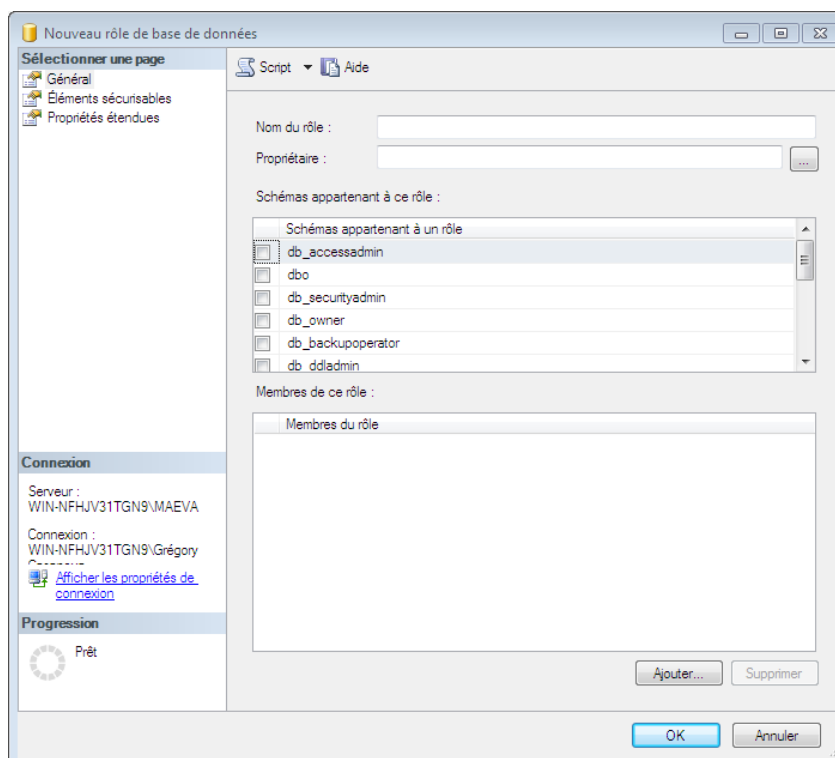 Nouveau rôle de base de données
Sélectionner une page
Général
Éléments sécurisables
Propriétés étendues
Script
Aide
Nom du rôle :
Propriétaire :
...
Schémas appartenant à ce rôle :
Schémas appartenant à un rôle
db_accessadmin
dbo
db_securityadmin
db_owner
db_backupoperator
db_ddladmin
Membres de ce rôle :
Membres du rôle
Connexion
Serveur :
WIN-NFHJV31TGN9\MAEVA
Connexion :
WIN-NFHJV31TGN9\Grégory
Afficher les propriétés de
connexion
Progression
Prêt
Ajouter...
Supprimer
OK
Annuler